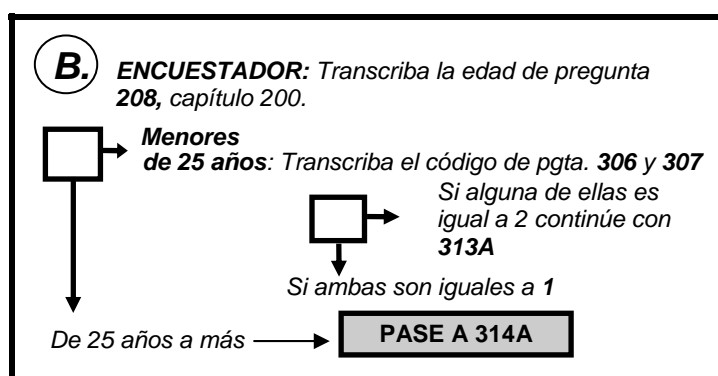 B. ENCUESTADOR: Transcriba la edad de pregunta
208, capítulo 200.
Menores
de 25 años: Transcriba el código de pgta. 306 y 307
Si alguna de ellas es
igual a 2 continúe con
313A
Si ambas son iguales a 1
De 25 años a más
PASE A 314A